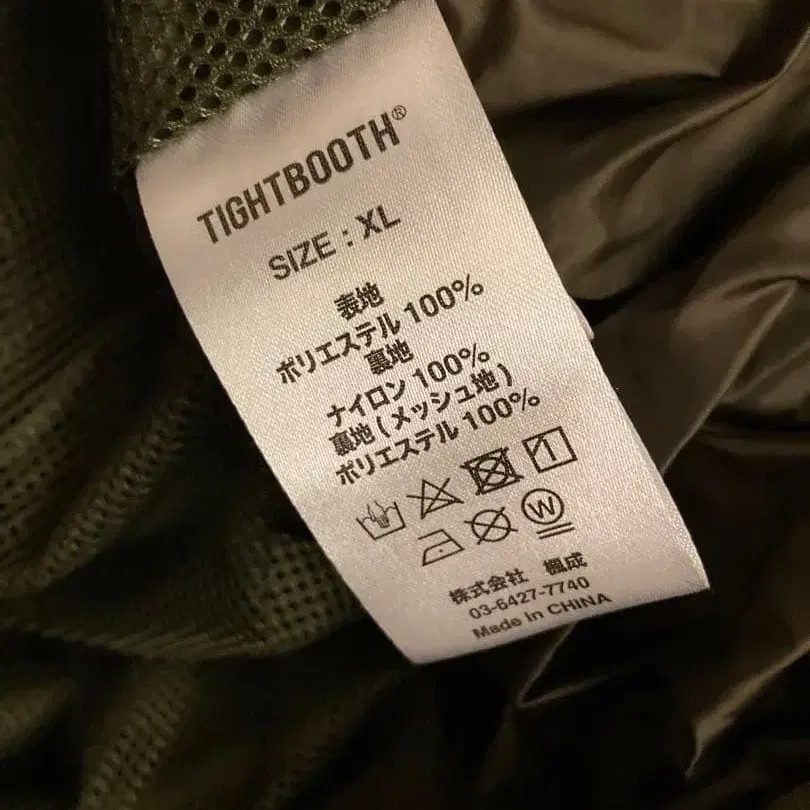 TIGHTBOOTH®
SIZE : XL
表地
ポリエステル 100%
裏地
ナイロン 100%
裏地 ( メッシュ地 )
ポリエステル 100%
1
W
株式会社 楓成
03-6427-7740
Made in CHINA